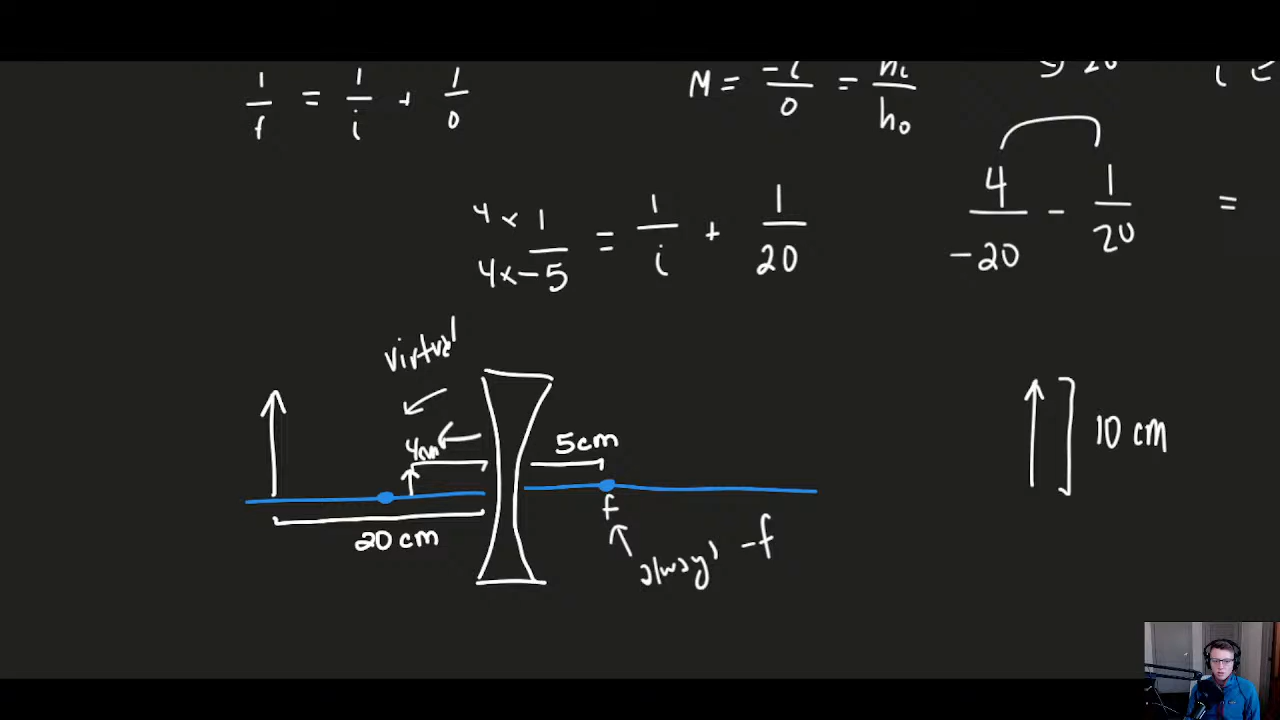 1/f = 1/i + 1/o
M = -i/o = hi/ho
4 x 1 / 4 x -5 = 1/i + 1/20
4/-20 - 1/20 =
virtual
4cm
5cm
10 cm
f
20 cm
always -f